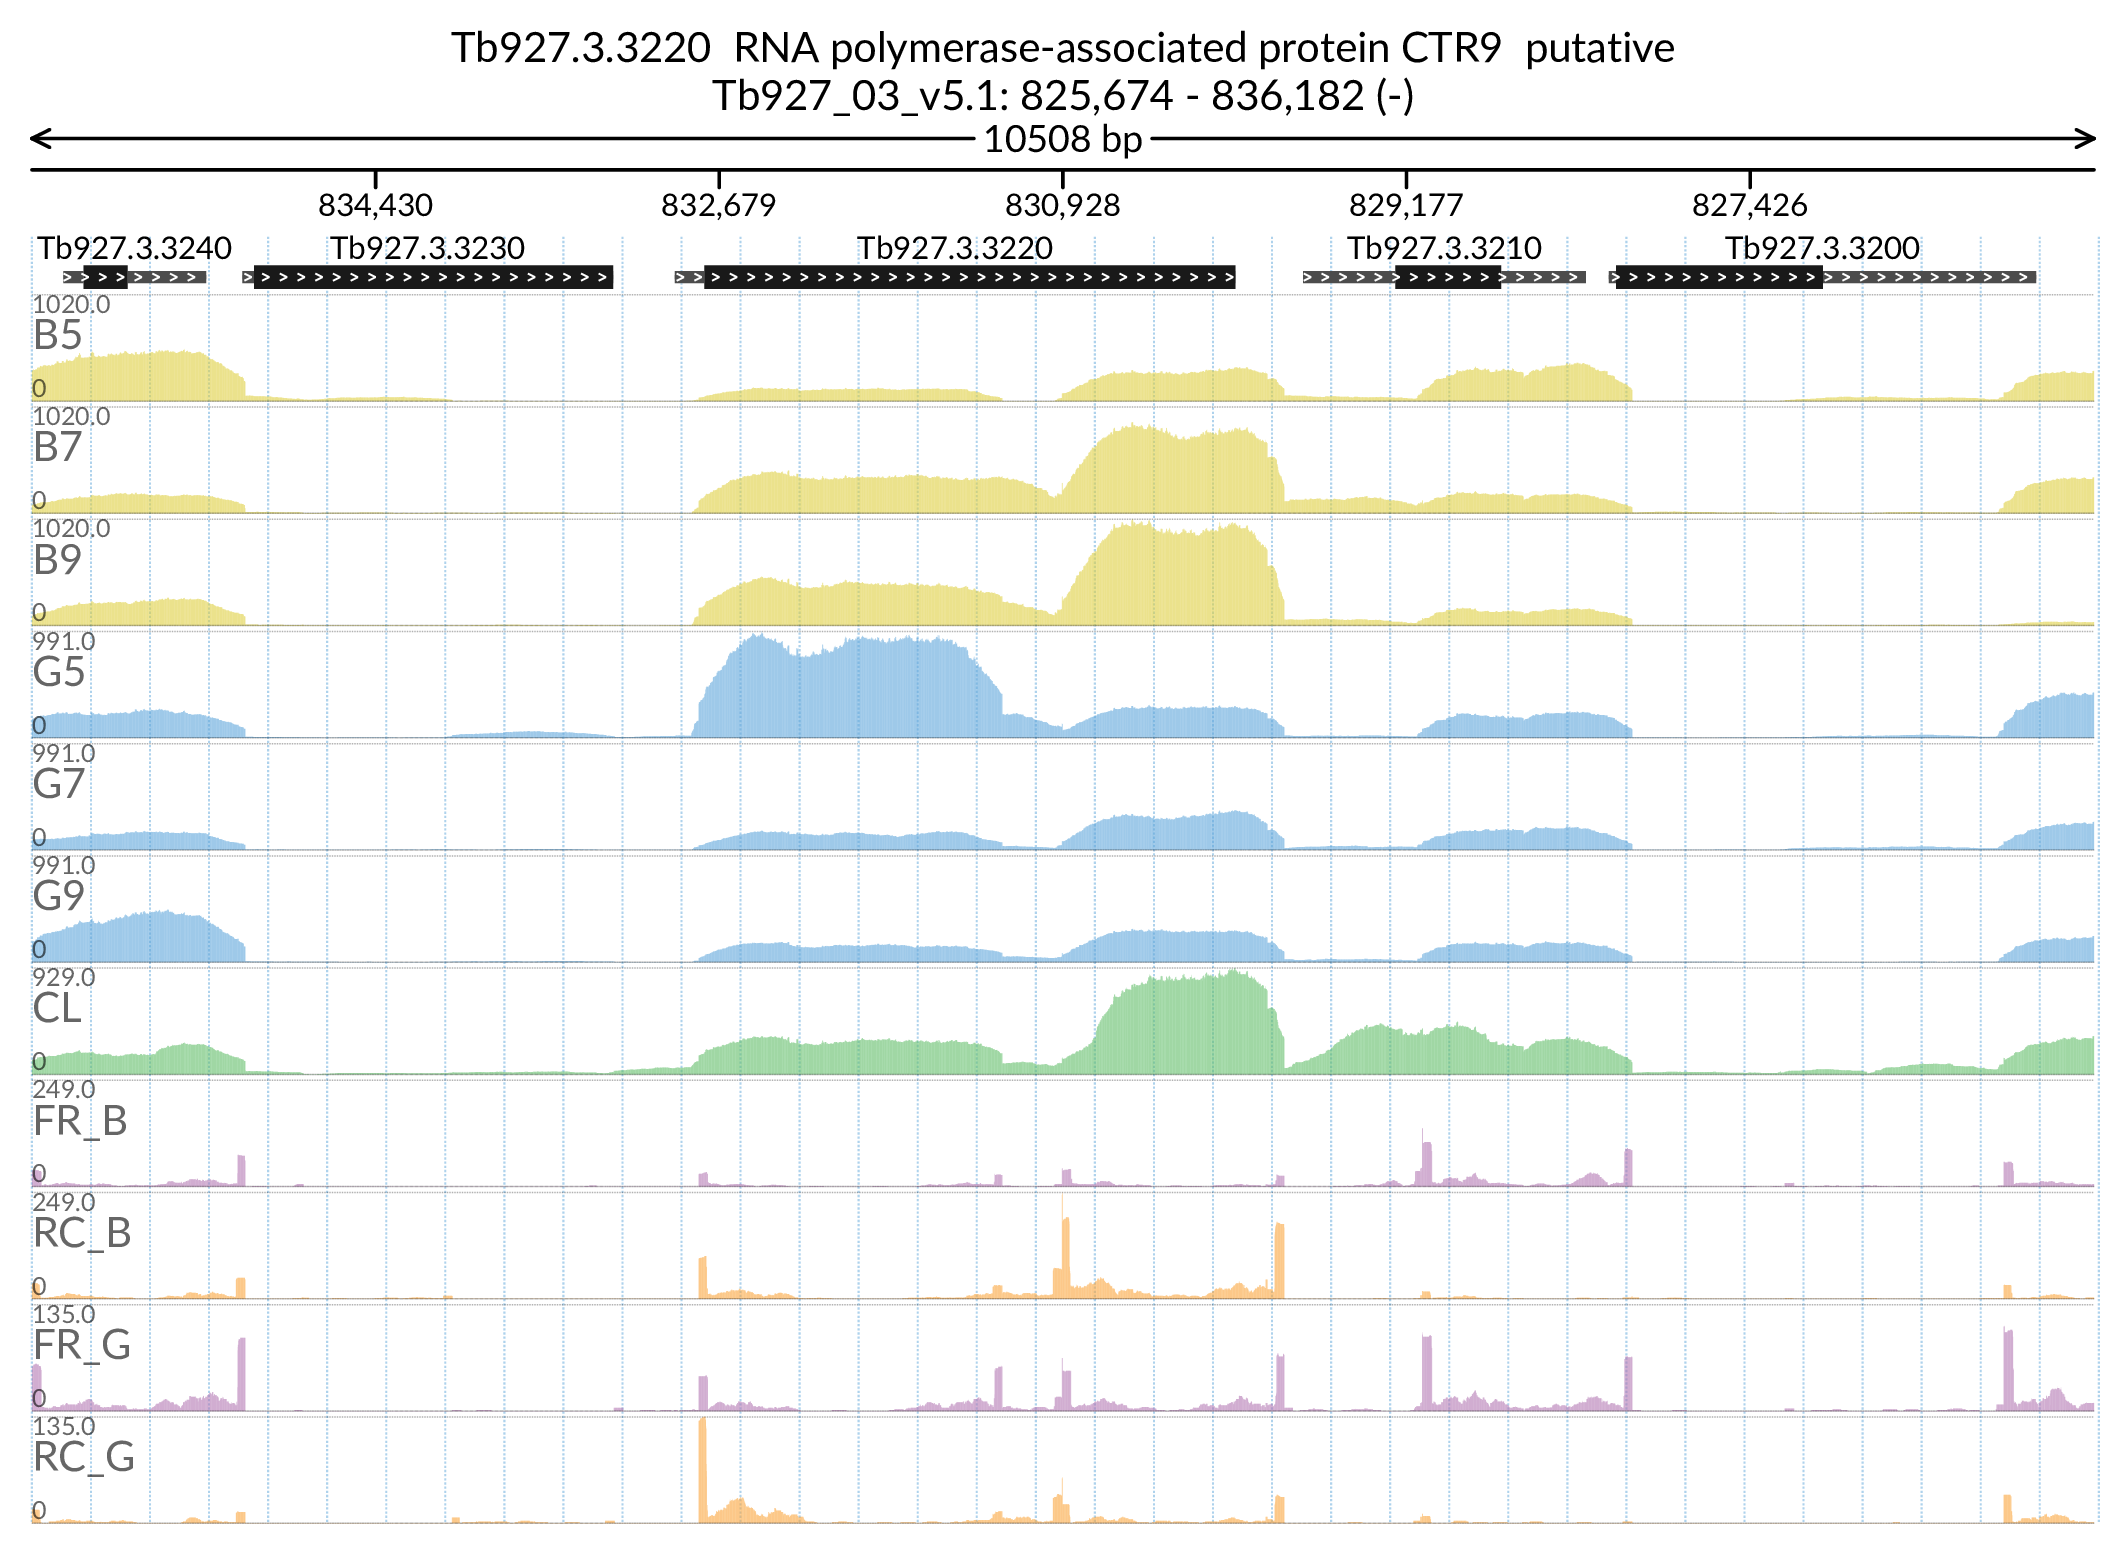 Tb927.3.3220 RNA polymerase-associated protein CTR9 putative
Tb927_03_v5.1: 825,674 - 836,182 (-)
10508 bp
834,430 832,679 830,928 829,177 827,426
Tb927.3.3240 Tb927.3.3230 Tb927.3.3220 Tb927.3.3210 Tb927.3.3200
1020.0
B5
0
1020.0
B7
0
1020.0
B9
0
991.0
G5
0
991.0
G7
0
991.0
G9
0
929.0
CL
0
249.0
FR_B
0
249.0
RC_B
0
135.0
FR_G
0
135.0
RC_G
0